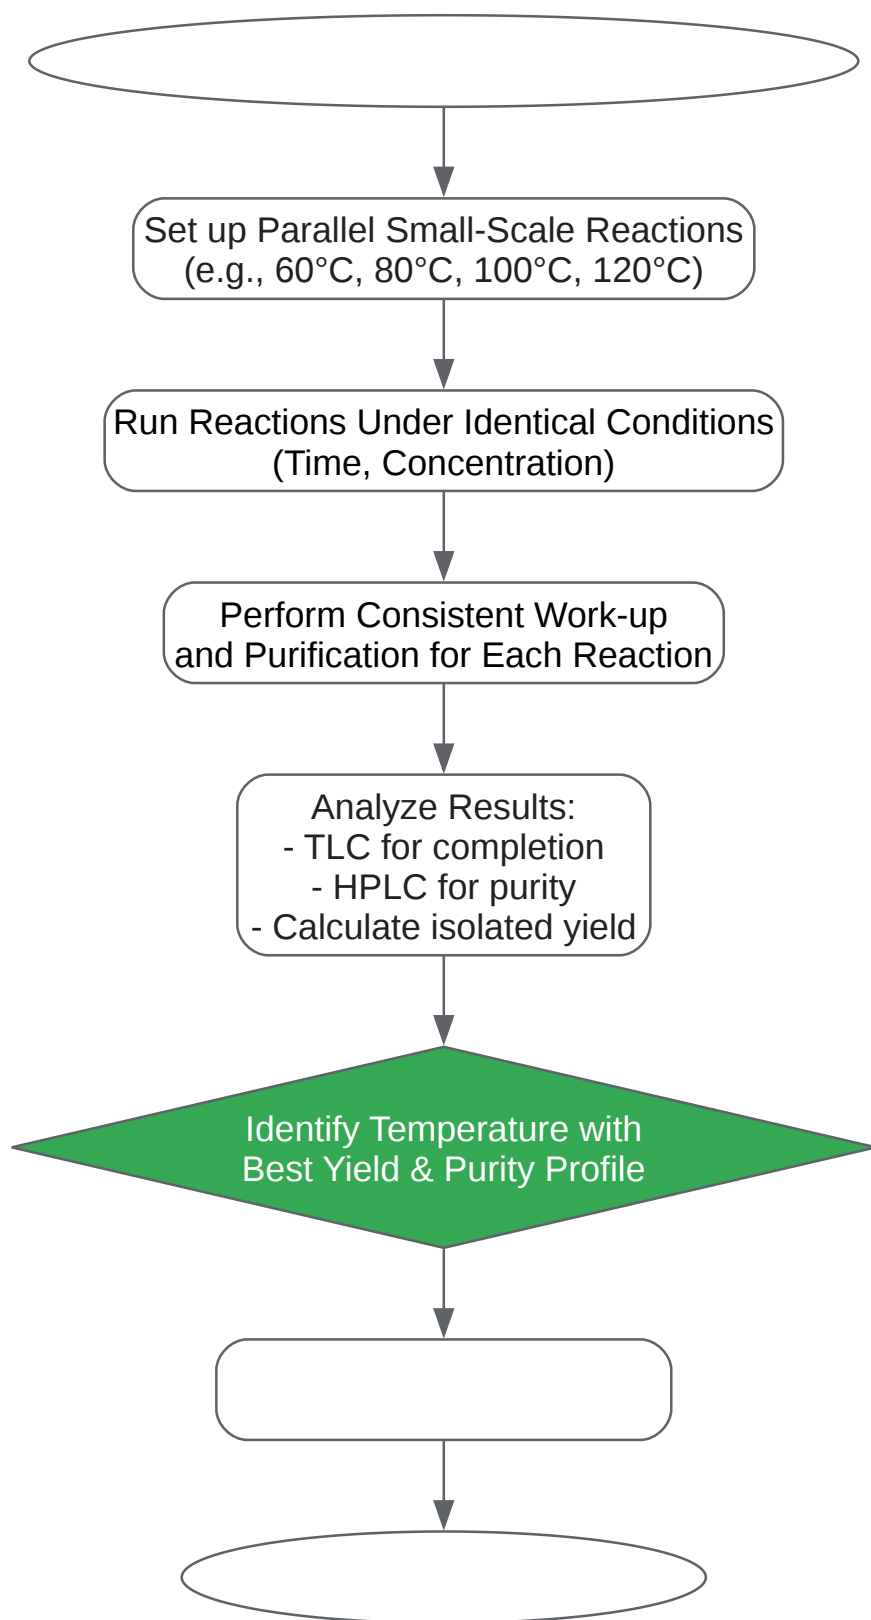 Set up Parallel Small-Scale Reactions
(e.g., 60°C, 80°C, 100°C, 120°C)
Run Reactions Under Identical Conditions
(Time, Concentration)
Perform Consistent Work-up
and Purification for Each Reaction
Analyze Results:
- TLC for completion
- HPLC for purity
- Calculate isolated yield
Identify Temperature with
Best Yield & Purity Profile